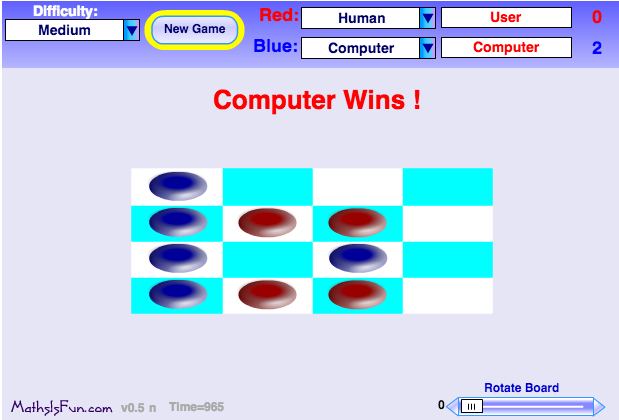 Difficulty:
Medium
New Game
Red: Human User 0
Blue: Computer Computer 2
Computer Wins !
Rotate Board
0
MathsIsFun.com v0.5 n Time=965